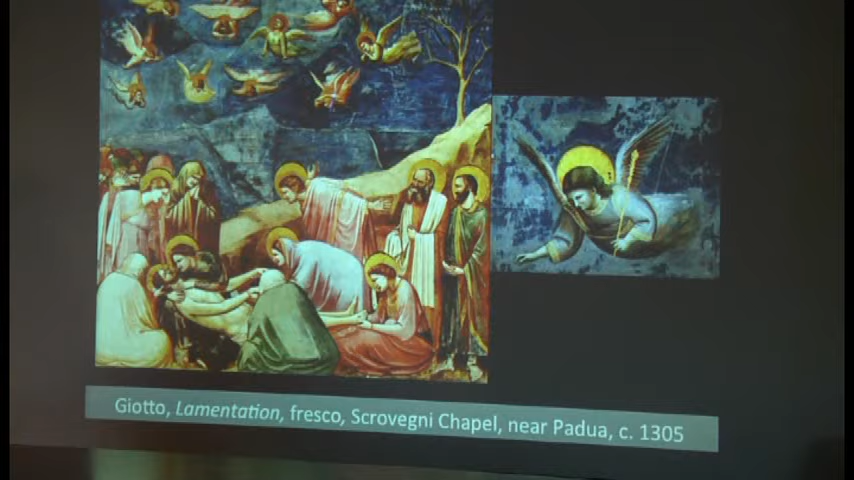 Giotto, Lamentation, fresco, Scrovegni Chapel, near Padua, c. 1305